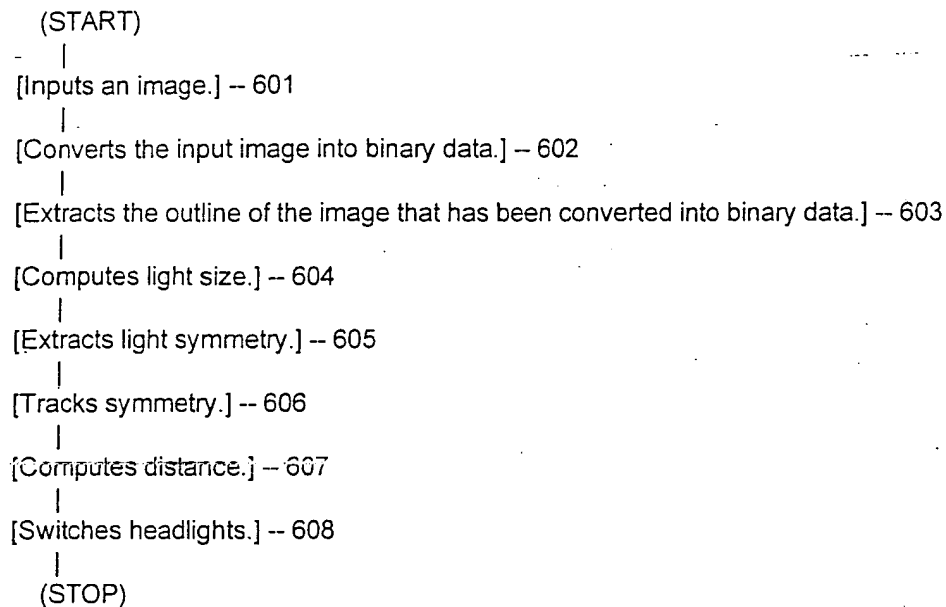 (START)
[Inputs an image.] -- 601
[Converts the input image into binary data.] -- 602
[Extracts the outline of the image that has been converted into binary data.] -- 603
[Computes light size.] -- 604
[Extracts light symmetry.] -- 605
[Tracks symmetry.] -- 606
[Computes distance.] -- 607
[Switches headlights.] -- 608
(STOP)